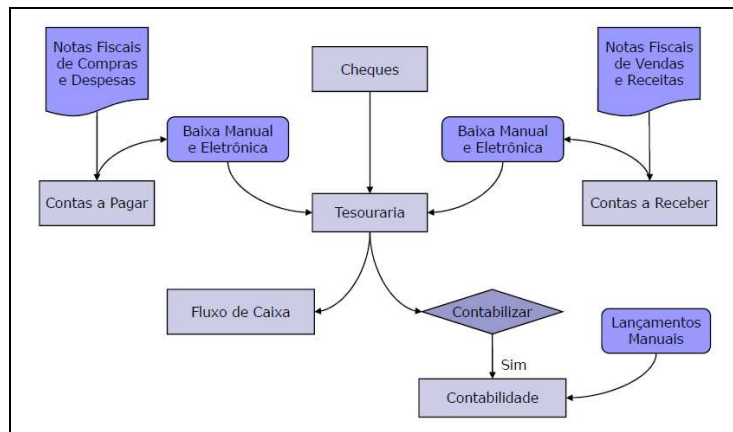 Notas Fiscais
de Compras
e Despesas
Cheques
Notas Fiscais
de Vendas
e Receitas
Baixa Manual
e Eletrônica
Baixa Manual
e Eletrônica
Contas a Pagar
Tesouraria
Contas a Receber
Fluxo de Caixa
Contabilizar
Lançamentos
Manuais
Sim
Contabilidade